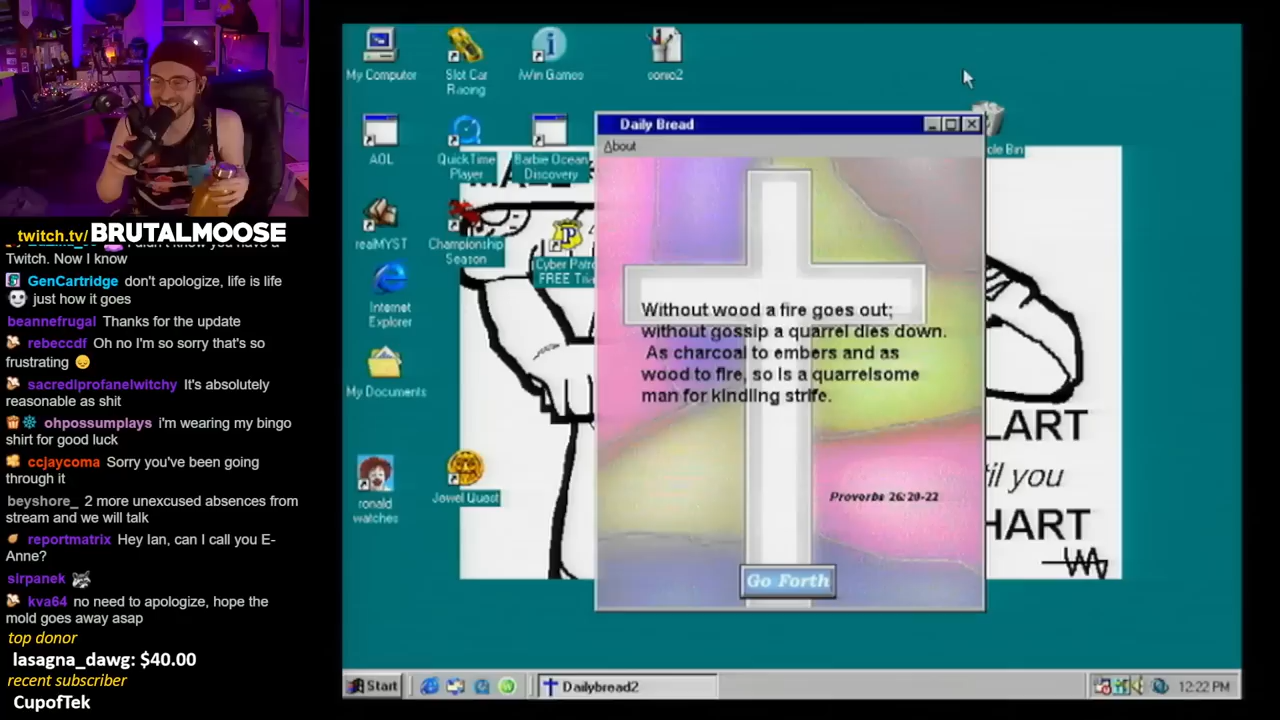 twitch.tv/BRUTALMOOSE
Twitch. Now I know
GenCartridge don't apologize, life is life
just how it goes
beannefrugal Thanks for the update
rebeccdf Oh no I'm so sorry that's so
frustrating
sacredlprofanelwitchy It's absolutely
reasonable as shit
ohpossumplays i'm wearing my bingo
shirt for good luck
ccjaycoma Sorry you've been going
through it
beyshore_ 2 more unexcused absences from
stream and we will talk
reportmatrix Hey Ian, can I call you E-
Anne?
sirpanek
kva64 no need to apologize, hope the
mold goes away asap
top donor
lasagna_dawg: $40.00
recent subscriber
CupofTek
My Computer
Slot Car
Racing
iWin Games
sonic2
AOL
QuickTime
Player
Barbie Ocean
Discovery
realMYST
Championship
Season
Cyber Patr
FREE Tri
Internet
Explorer
My Documents
ronald
watches
Jewel Quest
cle Bin
Daily Bread
About
Without wood a fire goes out;
without gossip a quarrel dies down.
As charcoal to embers and as
wood to fire, so is a quarrelsome
man for kindling strife.
Proverbs 26:20-22
Go Forth
LART
til you
HART
Start
Dailybread2
12:22 PM